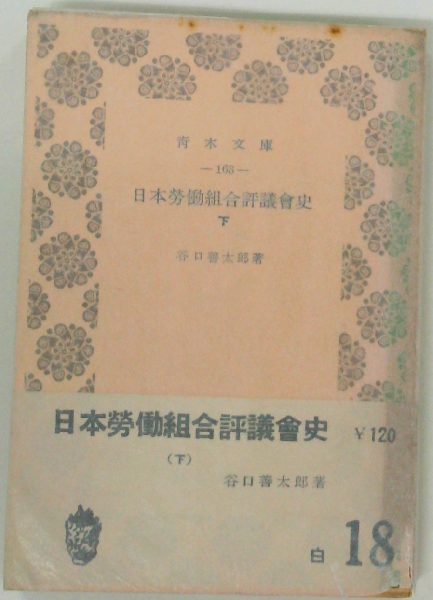 青木文庫
—163—
日本勞働組合評議會史
下
谷口善太郎著
日本勞働組合評議會史 ￥120
(下)
谷口善太郎著
白 18